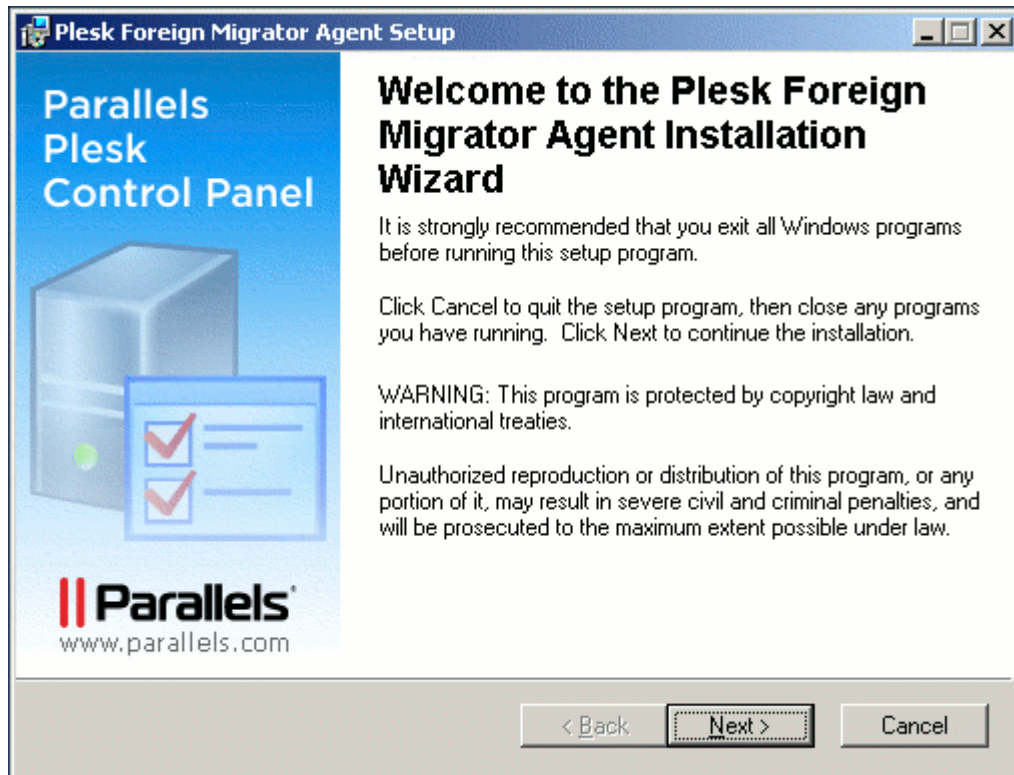 Plesk Foreign Migrator Agent Setup
Parallels
Plesk
Control Panel
Welcome to the Plesk Foreign
Migrator Agent Installation
Wizard
It is strongly recommended that you exit all Windows programs
before running this setup program.
Click Cancel to quit the setup program, then close any programs
you have running.  Click Next to continue the installation.
WARNING: This program is protected by copyright law and
international treaties.
Unauthorized reproduction or distribution of this program, or any
portion of it, may result in severe civil and criminal penalties, and
will be prosecuted to the maximum extent possible under law.
Parallels®
www.parallels.com
< Back
Next >
Cancel